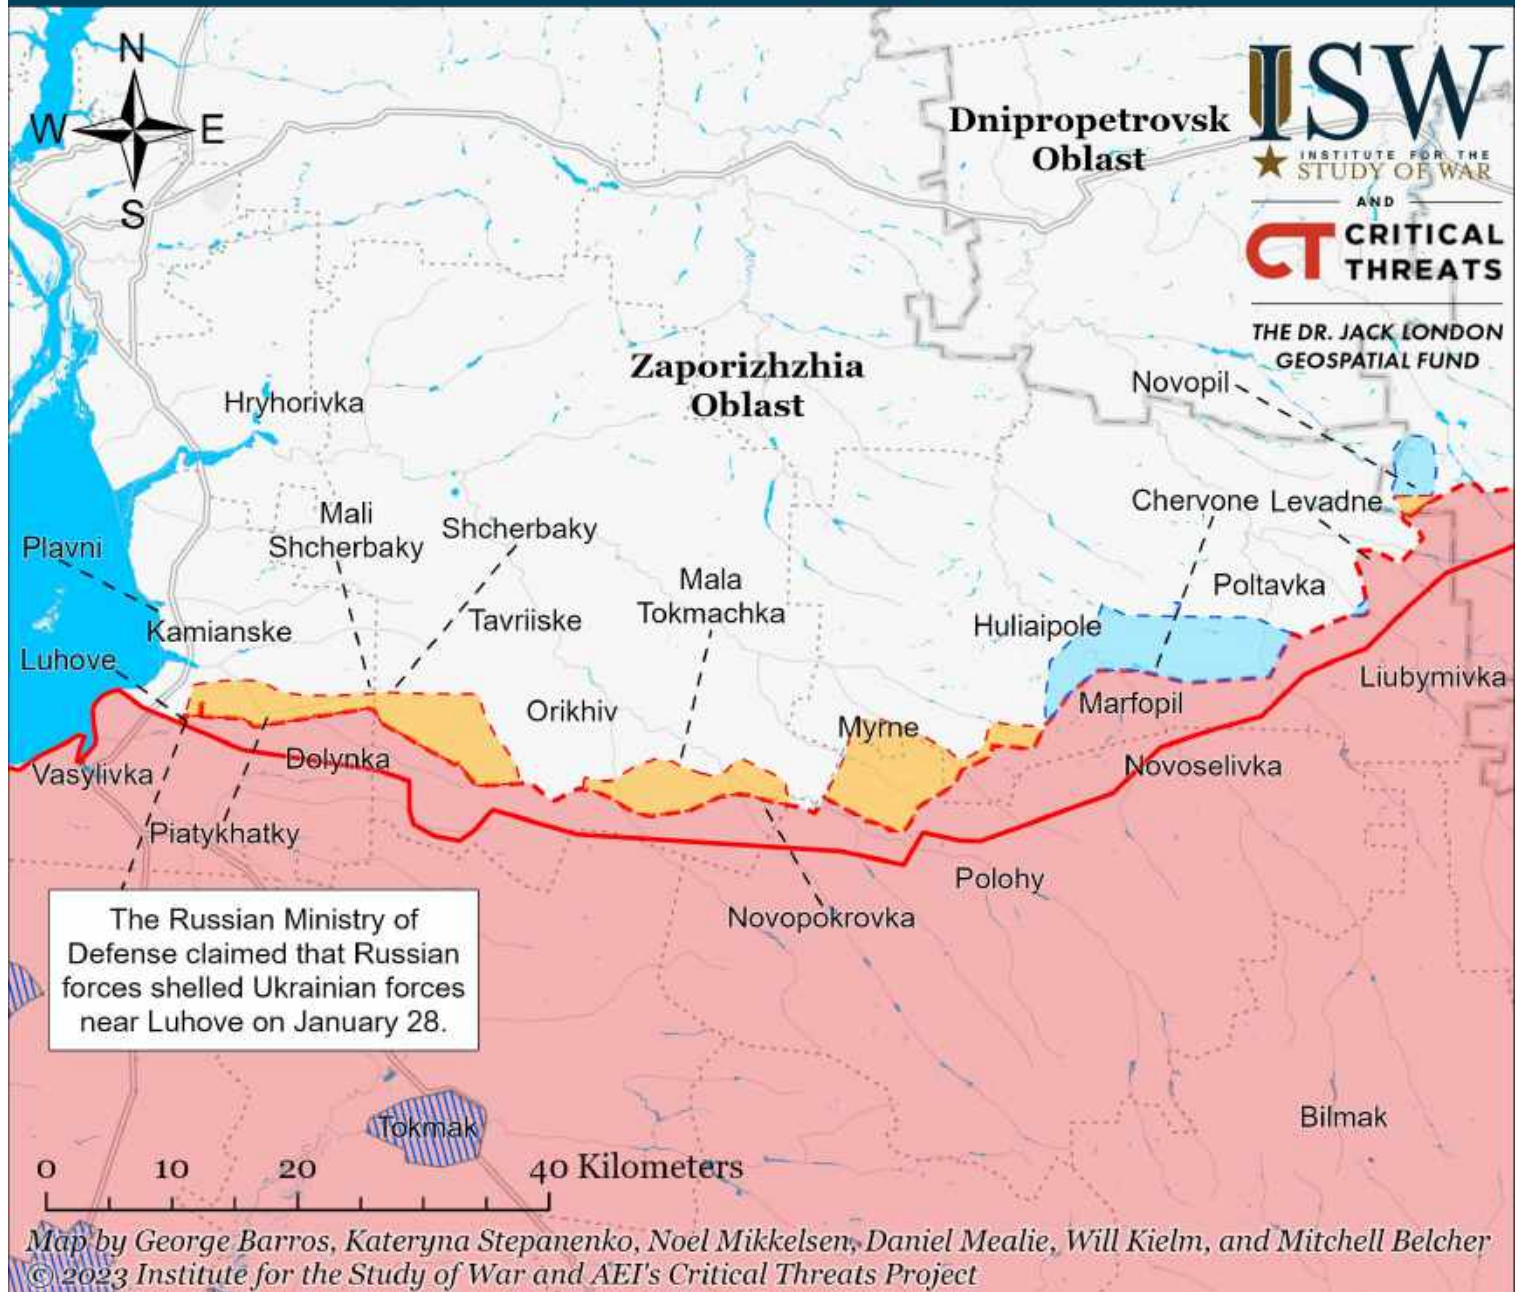 N
W
E
S
Dnipropetrovsk
Oblast
ISW
INSTITUTE FOR THE
STUDY OF WAR
AND
CT CRITICAL
THREATS
THE DR. JACK LONDON
GEOSPATIAL FUND
Zaporizhzhia
Oblast
Novopil
Hryhorivka
Mali
Shcherbaky
Shcherbaky
Chervone
Levadne
Plavni
Mala
Tokmachka
Poltavka
Kamianske
Tavriiske
Huliaipole
Luhove
Orikhiv
Marfopil
Liubymivka
Myrne
Vasylivka
Dolynka
Novoselivka
Piatykhatky
Polohy
Novopokrovka
The Russian Ministry of
Defense claimed that Russian
forces shelled Ukrainian forces
near Luhove on January 28.
Tokmak
Bilmak
0 10 20 40 Kilometers
Map by George Barros, Kateryna Stepanenko, Noel Mikkelsen, Daniel Mealie, Will Kielm, and Mitchell Belcher
© 2023 Institute for the Study of War and AEI's Critical Threats Project